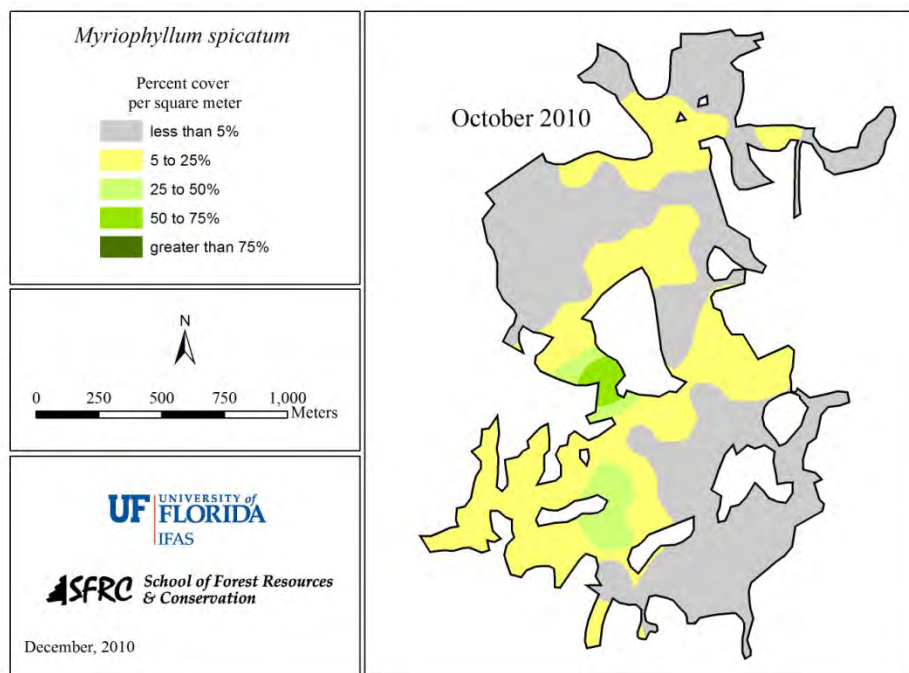 Myriophyllum spicatum
Percent cover
per square meter
less than 5%
5 to 25%
25 to 50%
50 to 75%
greater than 75%
N
0 250 500 750 1,000
Meters
UF UNIVERSITY of
FLORIDA
IFAS
SFRC School of Forest Resources
& Conservation
December, 2010
October 2010